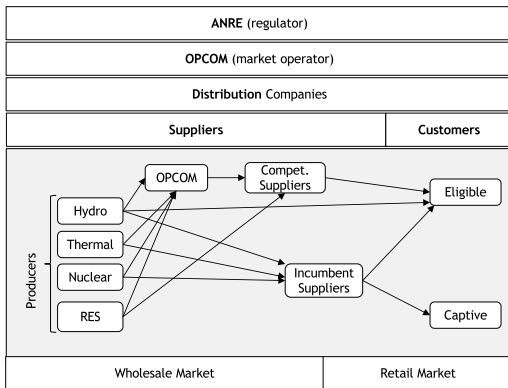 ANRE (regulator)
OPCOM (market operator)
Distribution Companies
Suppliers
Customers
OPCOM
Compet.
Suppliers
Eligible
Hydro
Thermal
Nuclear
RES
Producers
Incumbent
Suppliers
Captive
Wholesale Market
Retail Market